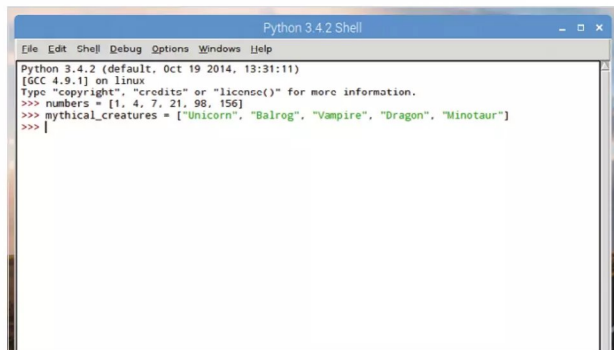 Python 3.4.2 Shell
File Edit Shell Debug Options Windows Help
Python 3.4.2 (default, Oct 19 2014, 13:31:11)
[GCC 4.9.1] on linux
Type "copyright", "credits" or "license()" for more information.
>>> numbers = [1, 4, 7, 21, 98, 156]
>>> mythical_creatures = ["Unicorn", "Balrog", "Vampire", "Dragon", "Minotaur"]
>>>